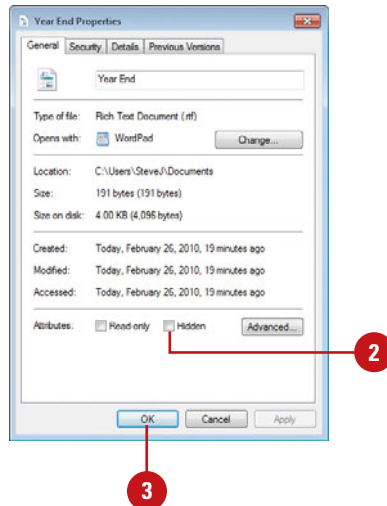 Year End Properties
General Security Details Previous Versions
Year End
Type of file: Rich Text Document (.rtf)
Opens with: WordPad Change...
Location: C:\Users\SteveJ\Documents
Size: 191 bytes (191 bytes)
Size on disk: 4.00 KB (4,096 bytes)
Created: Today, February 26, 2010, 19 minutes ago
Modified: Today, February 26, 2010, 19 minutes ago
Accessed: Today, February 26, 2010, 19 minutes ago
Attributes: Read-only Hidden Advanced...
2
OK Cancel Apply
3